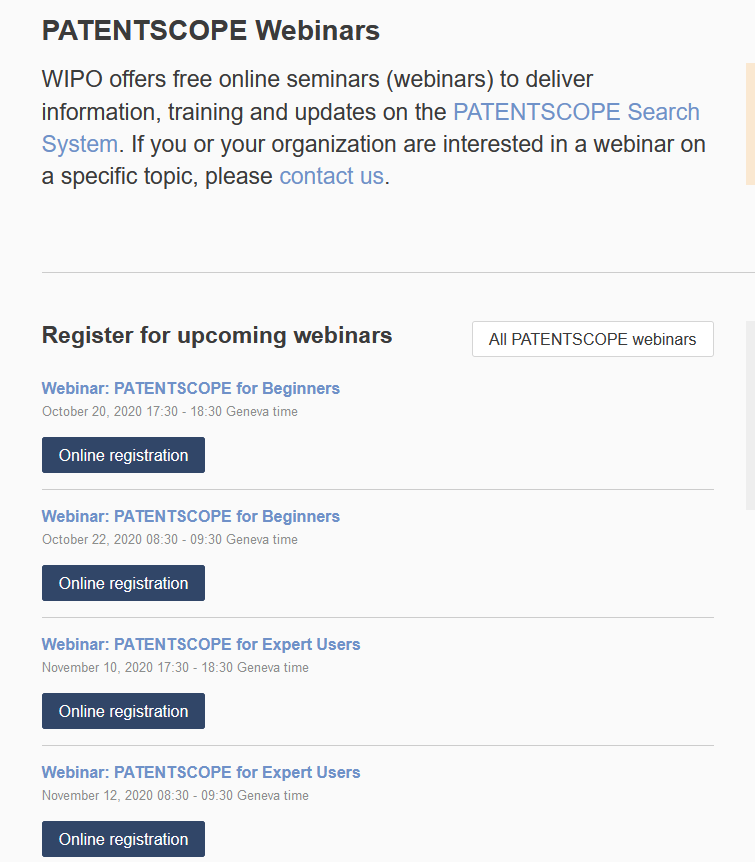 PATENTSCOPE Webinars
WIPO offers free online seminars (webinars) to deliver
information, training and updates on the PATENTSCOPE Search
System. If you or your organization are interested in a webinar on
a specific topic, please contact us.
Register for upcoming webinars
All PATENTSCOPE webinars
Webinar: PATENTSCOPE for Beginners
October 20, 2020 17:30 - 18:30 Geneva time
Online registration
Webinar: PATENTSCOPE for Beginners
October 22, 2020 08:30 - 09:30 Geneva time
Online registration
Webinar: PATENTSCOPE for Expert Users
November 10, 2020 17:30 - 18:30 Geneva time
Online registration
Webinar: PATENTSCOPE for Expert Users
November 12, 2020 08:30 - 09:30 Geneva time
Online registration